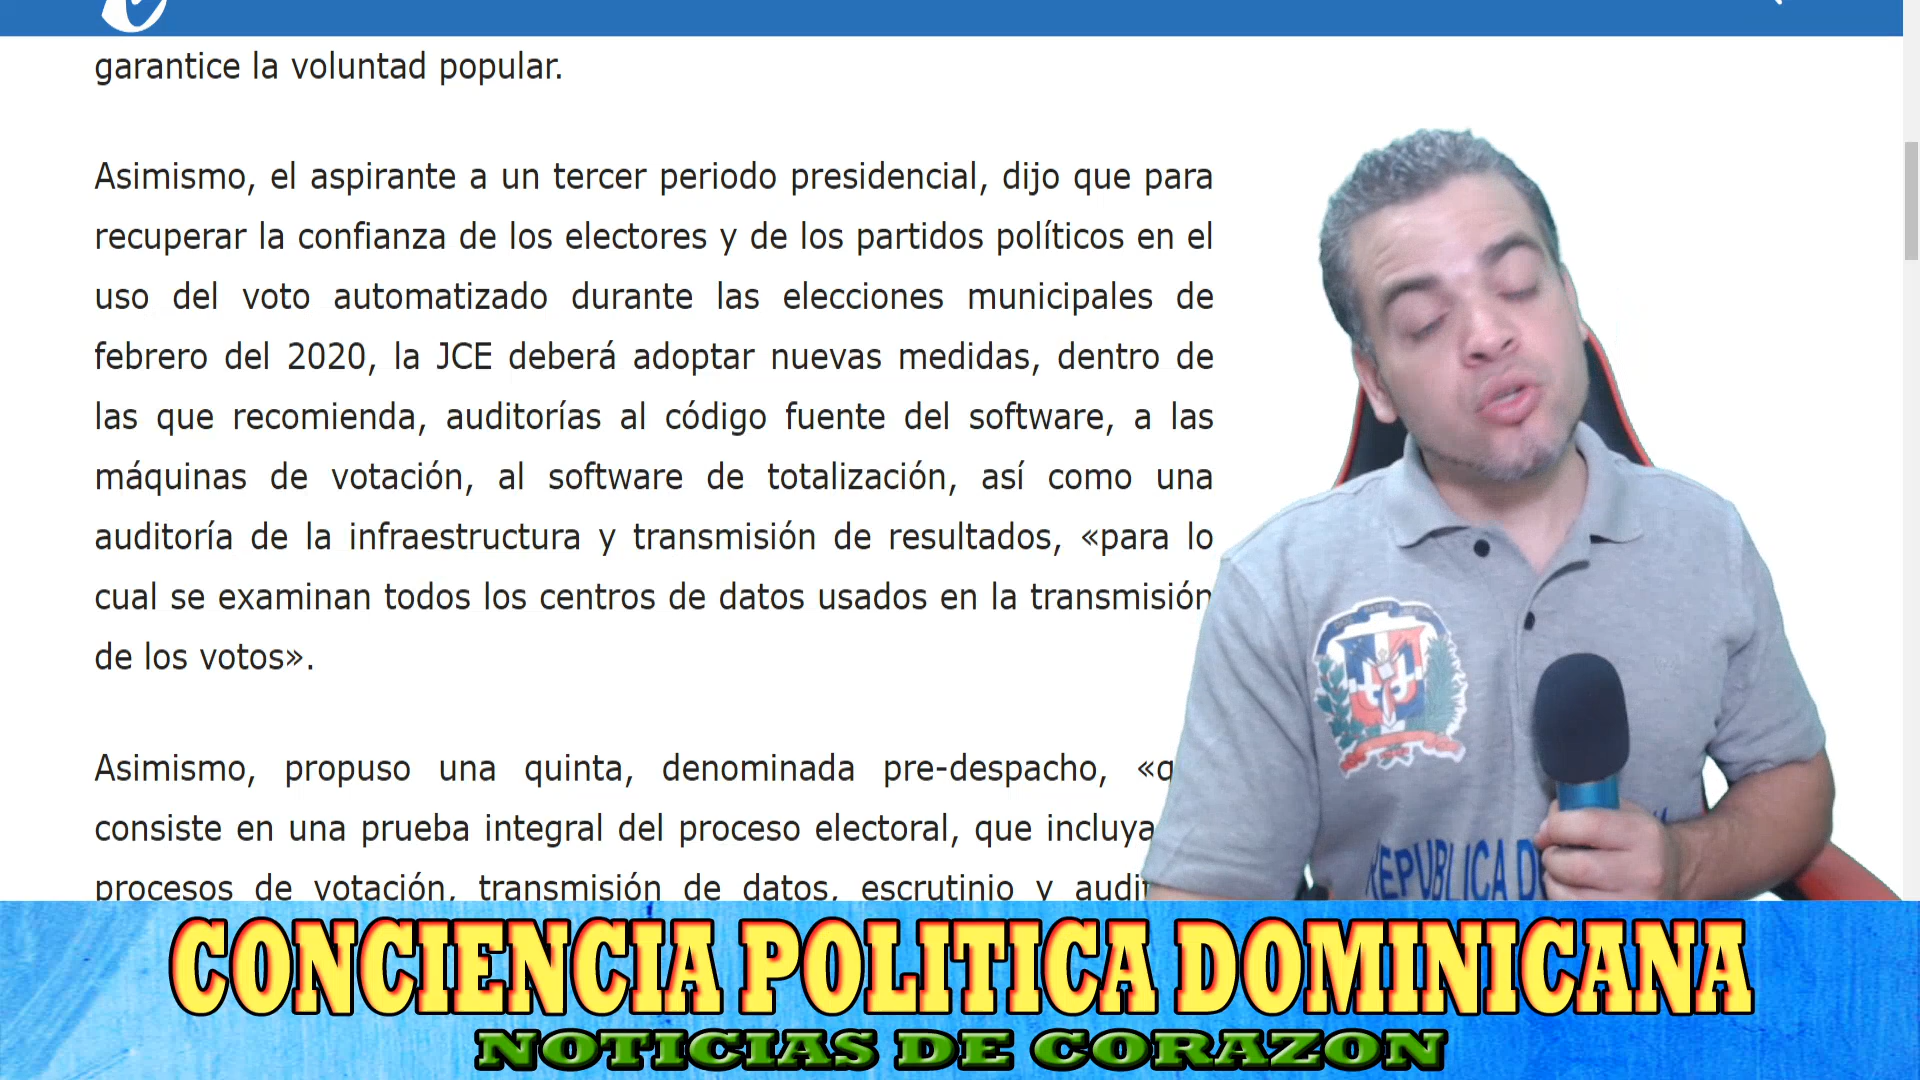 garantice la voluntad popular.
Asimismo, el aspirante a un tercer periodo presidencial, dijo que para
recuperar la confianza de los electores y de los partidos políticos en el
uso del voto automatizado durante las elecciones municipales de
febrero del 2020, la JCE deberá adoptar nuevas medidas, dentro de
las que recomienda, auditorías al código fuente del software, a las
máquinas de votación, al software de totalización, así como una
auditoría de la infraestructura y transmisión de resultados, «para lo
cual se examinan todos los centros de datos usados en la transmisión
de los votos».
Asimismo, propuso una quinta, denominada pre-despacho, «q
consiste en una prueba integral del proceso electoral, que incluya
procesos de votación, transmisión de datos, escrutinio y audit
REPUBLICA D
CONCIENCIA POLITICA DOMINICANA
NOTICIAS DE CORAZON